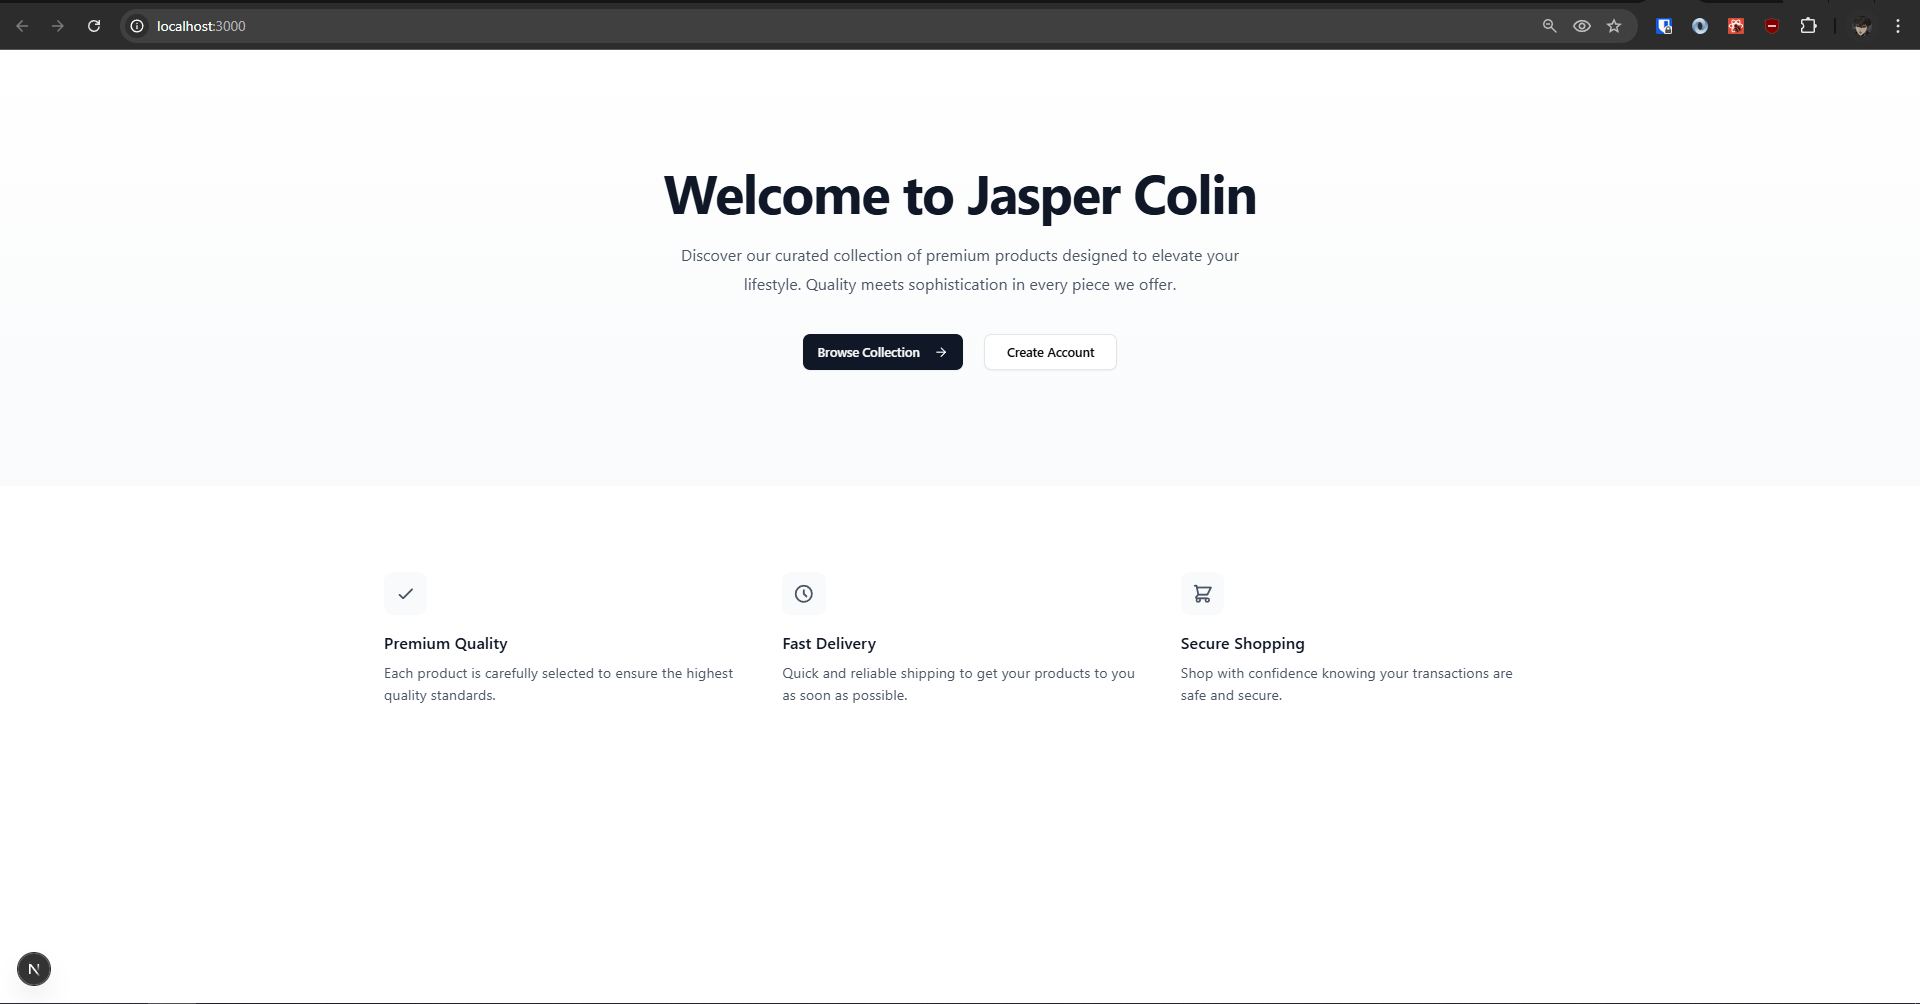 localhost:3000
Welcome to Jasper Colin
Discover our curated collection of premium products designed to elevate your
lifestyle. Quality meets sophistication in every piece we offer.
Browse Collection
Create Account
Premium Quality
Each product is carefully selected to ensure the highest
quality standards.
Fast Delivery
Quick and reliable shipping to get your products to you
as soon as possible.
Secure Shopping
Shop with confidence knowing your transactions are
safe and secure.
N